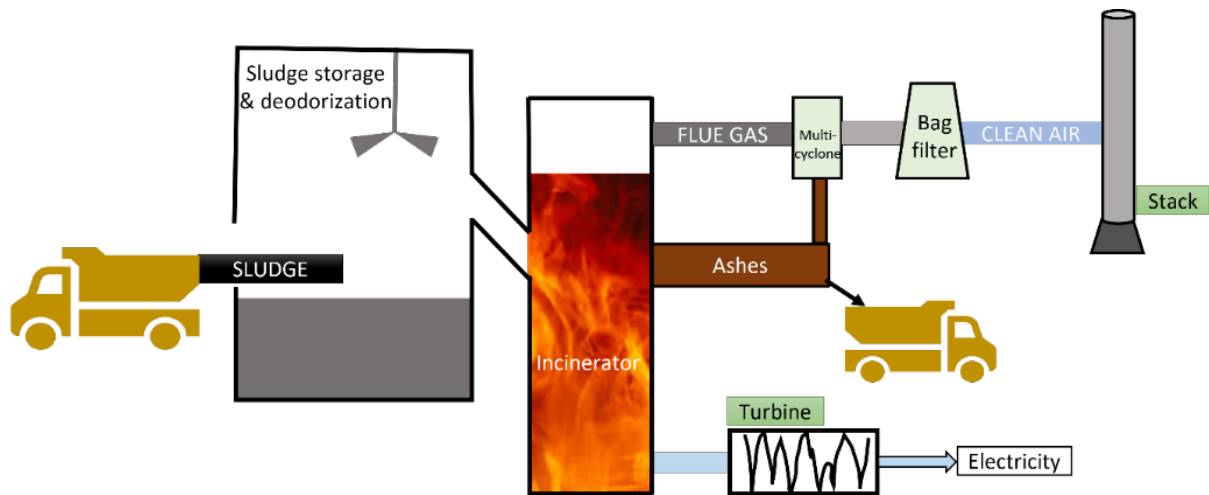 Sludge storage
& deodorization
SLUDGE
Incinerator
FLUE GAS
Multi-
cyclone
Bag
filter
CLEAN AIR
Stack
Ashes
Turbine
Electricity